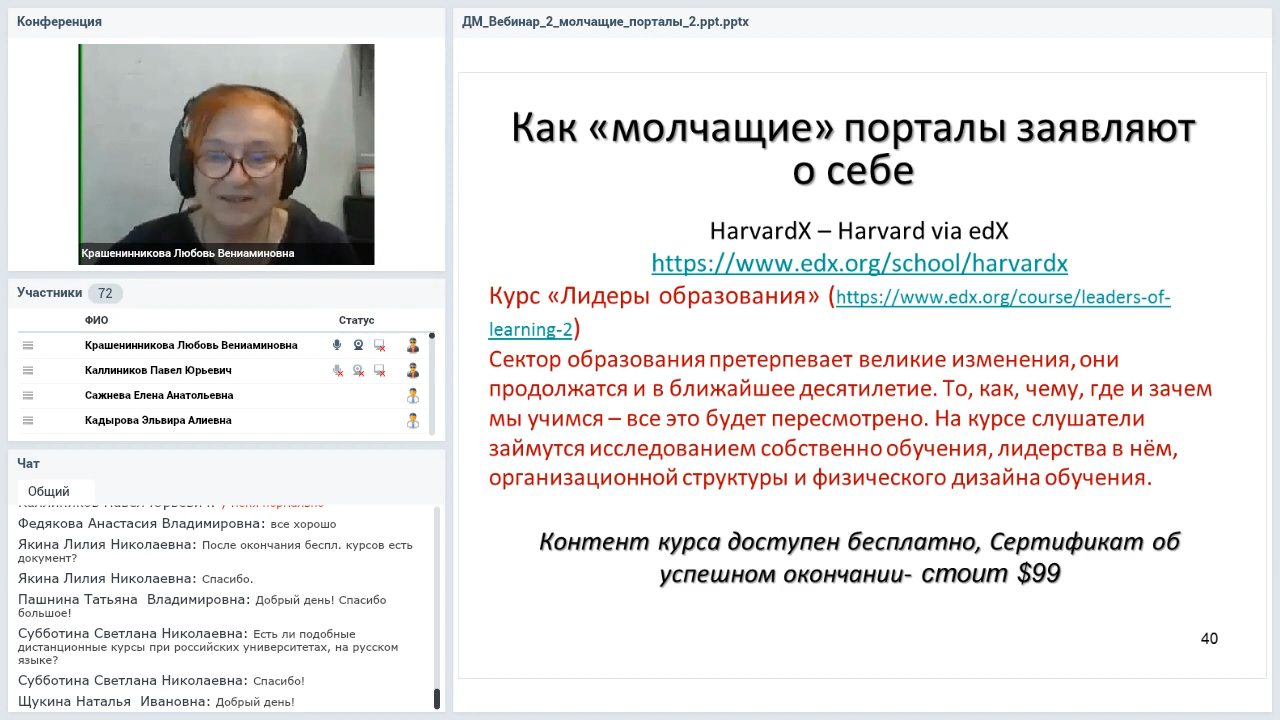 Конференция
Крашенинникова Любовь Вениаминовна
Участники 72
ФИО Статус
Крашенинникова Любовь Вениаминовна
Каллиников Павел Юрьевич
Сажнева Елена Анатольевна
Кадырова Эльвира Алиевна
Чат
Общий
Федякова Анастасия Владимировна: все хорошо
Якина Лилия Николаевна: После окончания беспл. курсов есть
документ?
Якина Лилия Николаевна: Спасибо.
Пашнина Татьяна Владимировна: Добрый день! Спасибо
большое!
Субботина Светлана Николаевна: Есть ли подобные
дистанционные курсы при российских университетах, на русском
языке?
Субботина Светлана Николаевна: Спасибо!
Щукина Наталья Ивановна: Добрый день!
ДМ_Вебинар_2_молчащие_порталы_2.ppt.pptx
Как «молчащие» порталы заявляют
о себе
HarvardX – Harvard via edX
https://www.edx.org/school/harvardx
Курс «Лидеры образования» (https://www.edx.org/course/leaders-of-
learning-2)
Сектор образования претерпевает великие изменения, они
продолжатся и в ближайшее десятилетие. То, как, чему, где и зачем
мы учимся – все это будет пересмотрено. На курсе слушатели
займутся исследованием собственно обучения, лидерства в нём,
организационной структуры и физического дизайна обучения.
Контент курса доступен бесплатно, Сертификат об
успешном окончании- стоит $99
40